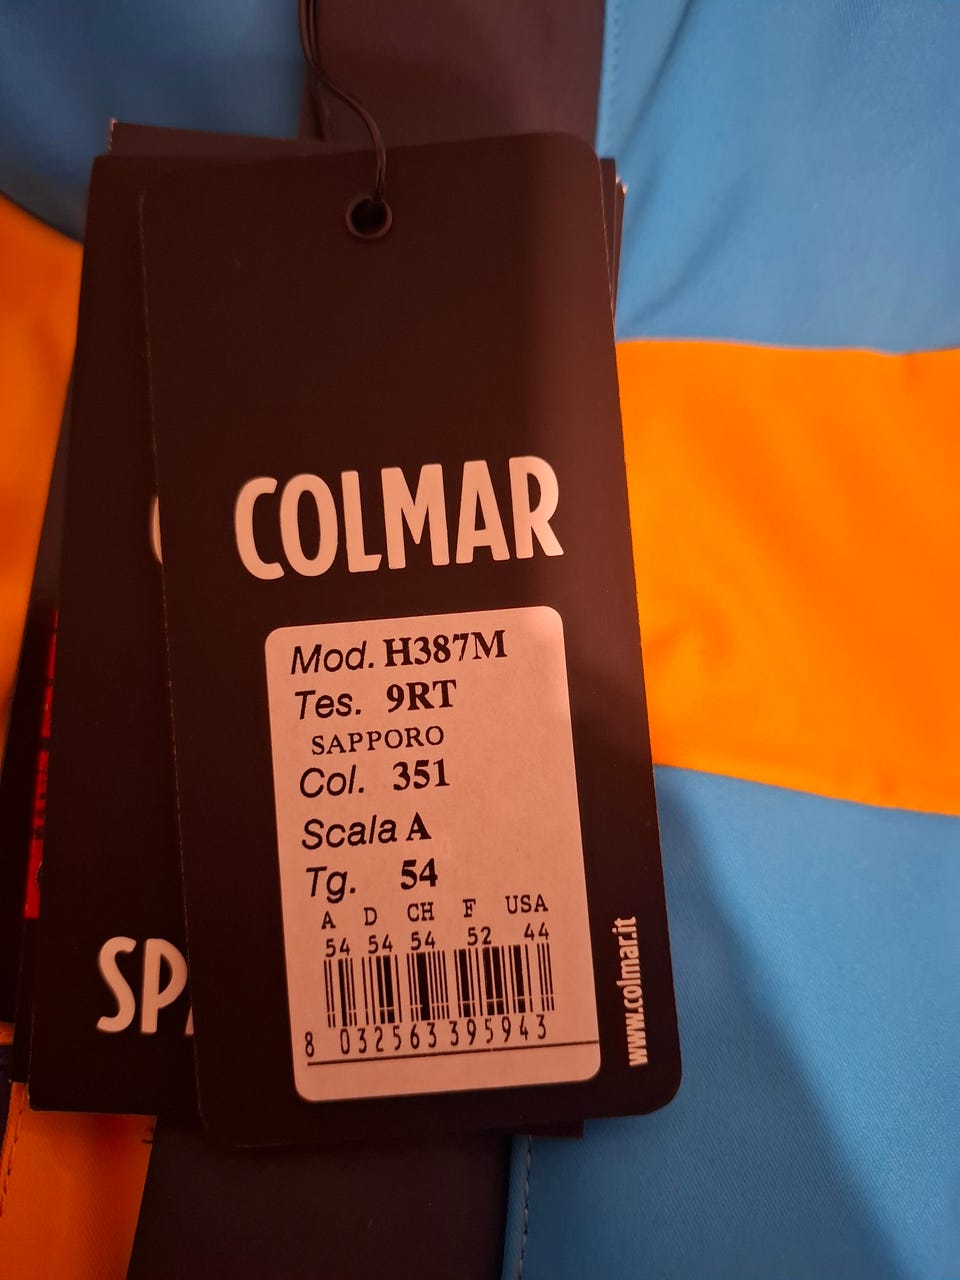 COLMAR
Mod. H387M
Tes. 9RT
SAPPORO
Col. 351
Scala A
Tg. 54
A D CH F USA
54 54 54 52 44
8 032563 395943
www.colmar.it